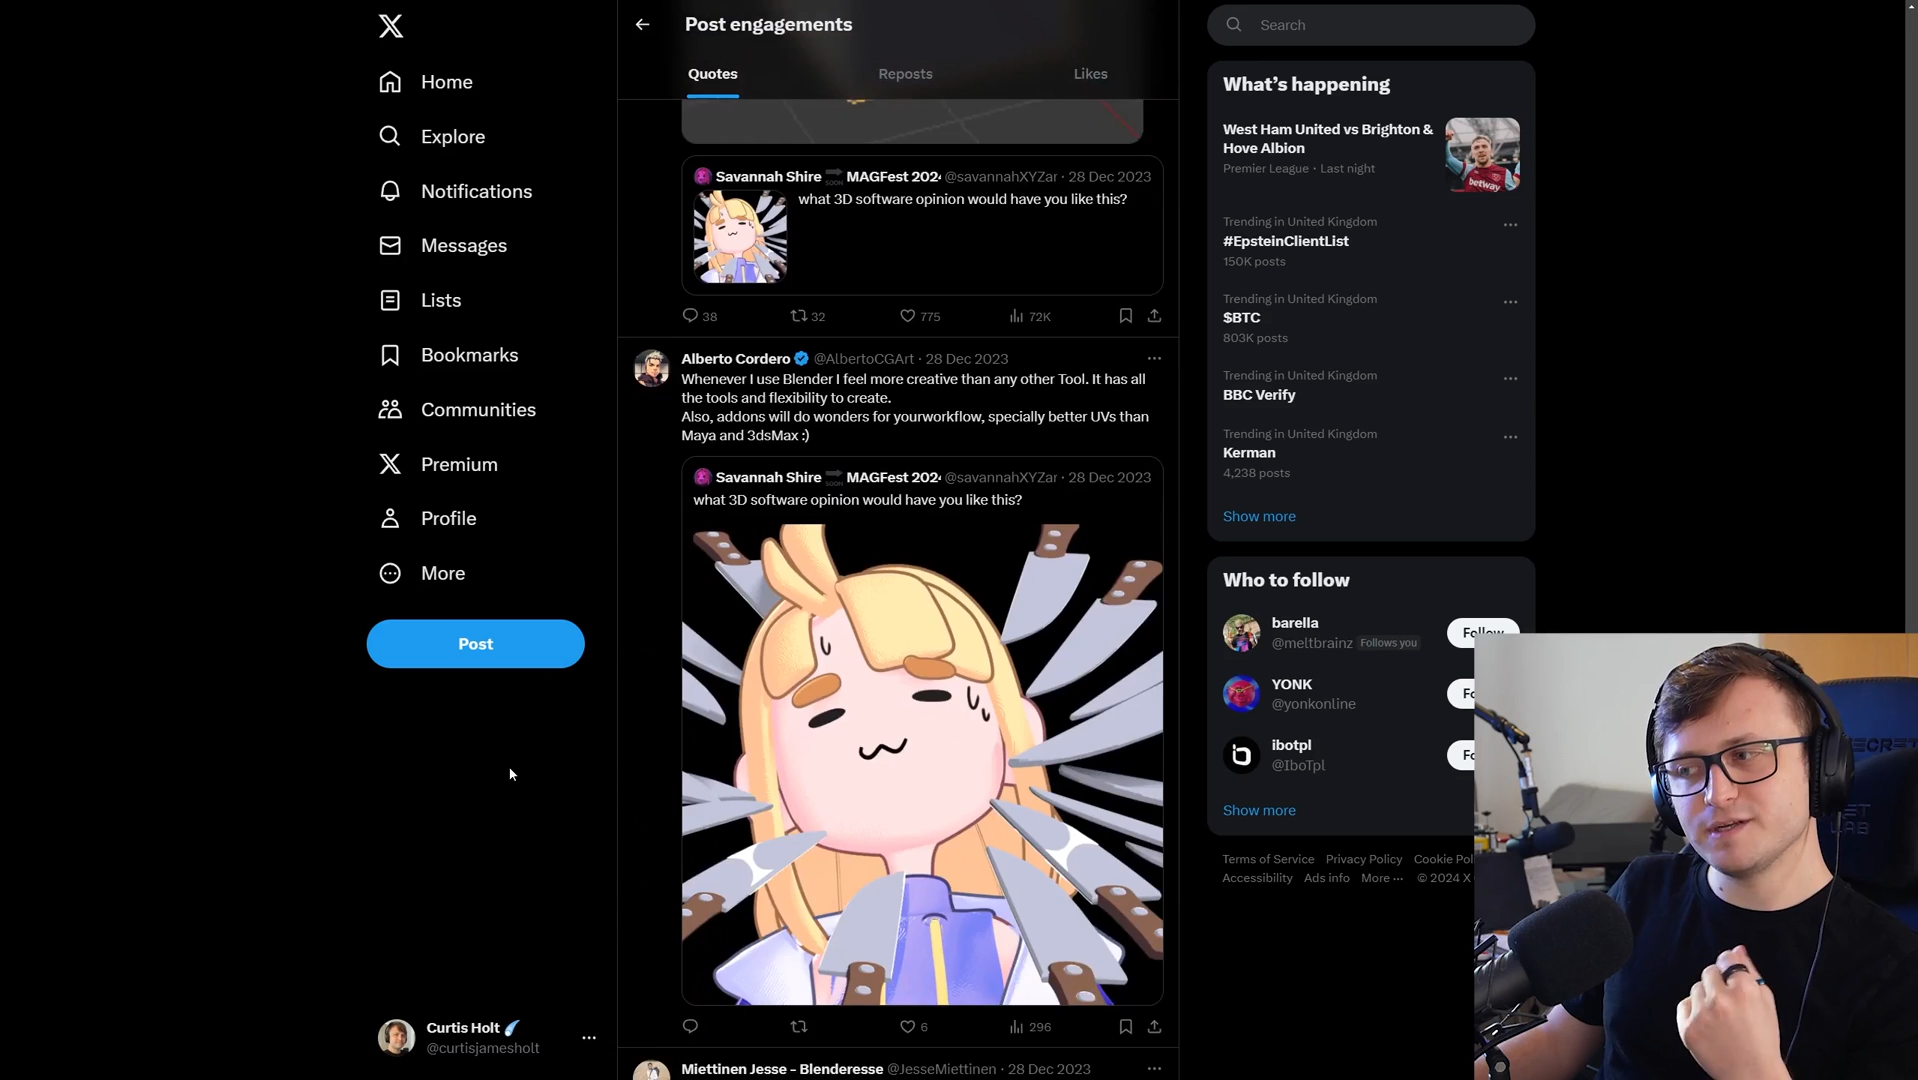 Post engagements
Search
Quotes
Reposts
Likes
Home
Explore
Notifications
Messages
Lists
Bookmarks
Communities
Premium
Profile
More
Post
Curtis Holt
@curtisjamesholt
Savannah Shire SOON MAGFest 202 @savannahXYZar · 28 Dec 2023
what 3D software opinion would have you like this?
38 32 775 72K
Alberto Cordero @AlbertoCGArt · 28 Dec 2023
Whenever I use Blender I feel more creative than any other Tool. It has all
the tools and flexibility to create.
Also, addons will do wonders for yourworkflow, specially better UVs than
Maya and 3dsMax :)
Savannah Shire SOON MAGFest 202 @savannahXYZar · 28 Dec 2023
what 3D software opinion would have you like this?
6 296
Miettinen Jesse – Blenderesse @JesseMiettinen · 28 Dec 2023
What's happening
West Ham United vs Brighton &
Hove Albion
Premier League · Last night
betway
Trending in United Kingdom
#EpsteinClientList
150K posts
Trending in United Kingdom
$BTC
803K posts
Trending in United Kingdom
BBC Verify
Trending in United Kingdom
Kerman
4,238 posts
Show more
Who to follow
barella
@meltbrainz Follows you
Follow
YONK
@yonkonline
Fo
ibotpl
@IboTpl
Fo
Show more
Terms of Service Privacy Policy Cookie Pol
Accessibility Ads info More ··· © 2024 X